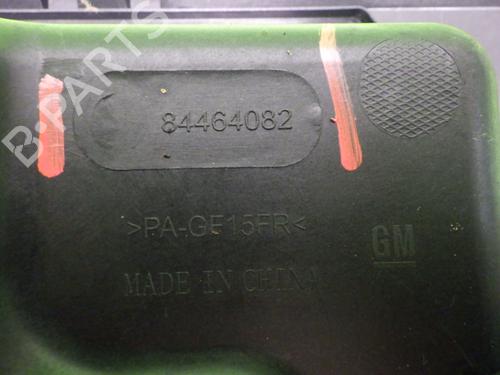 84464082
>PA-GF15FR<
GM
MADE IN CHINA
B-PARTS